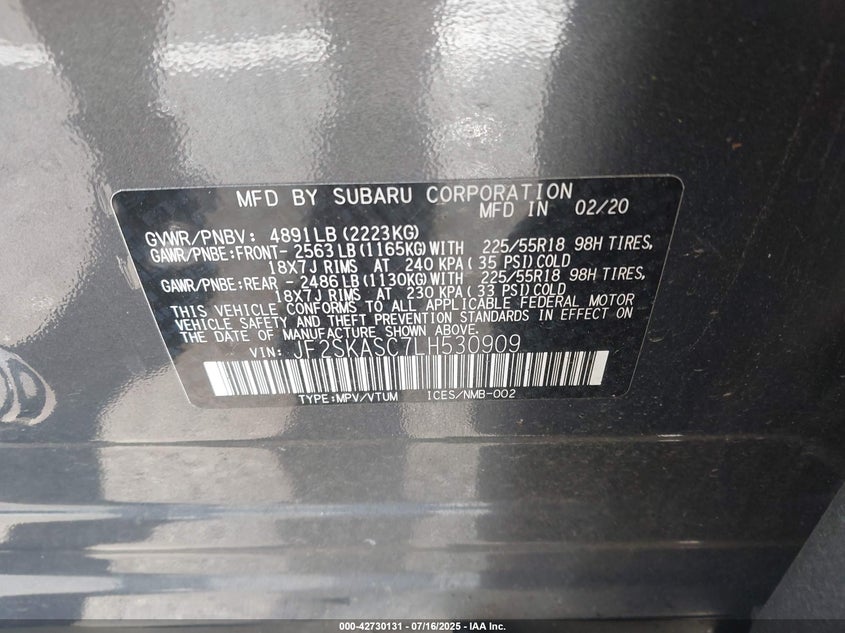 MFD BY SUBARU CORPORATION
MFD IN 02/20
GVWR/PNBV: 4891LB (2223KG)
GAWR/PNBE:FRONT- 2563LB (1165KG) WITH 225/55R18 98H TIRES,
18X7J RIMS AT 240 KPA( 35 PSI) COLD
GAWR/PNBE:REAR - 2486LB (1130KG) WITH 225/55R18 98H TIRES,
18X7J RIMS AT 230 KPA( 33 PSI) COLD
THIS VEHICLE CONFORMS TO ALL APPLICABLE FEDERAL MOTOR
VEHICLE SAFETY AND THEFT PREVENTION STANDARDS IN EFFECT ON
THE DATE OF MANUFACTURE SHOWN ABOVE.
VIN: JF2SKASC7LH530909
TYPE:MPV/VTUM ICES/NMB-002
000-42730131 - 07/16/2025 - IAA Inc.